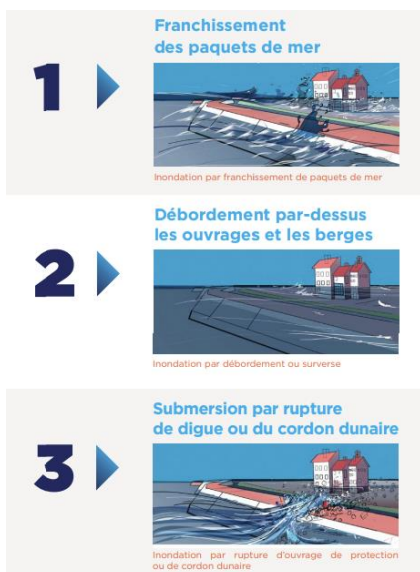 1
Franchissement
des paquets de mer
Inondation par franchissement de paquets de mer
2
Débordement par-dessus
les ouvrages et les berges
Inondation par débordement ou surverse
3
Submersion par rupture
de digue ou du cordon dunaire
Inondation par rupture d'ouvrage de protection
ou de cordon dunaire